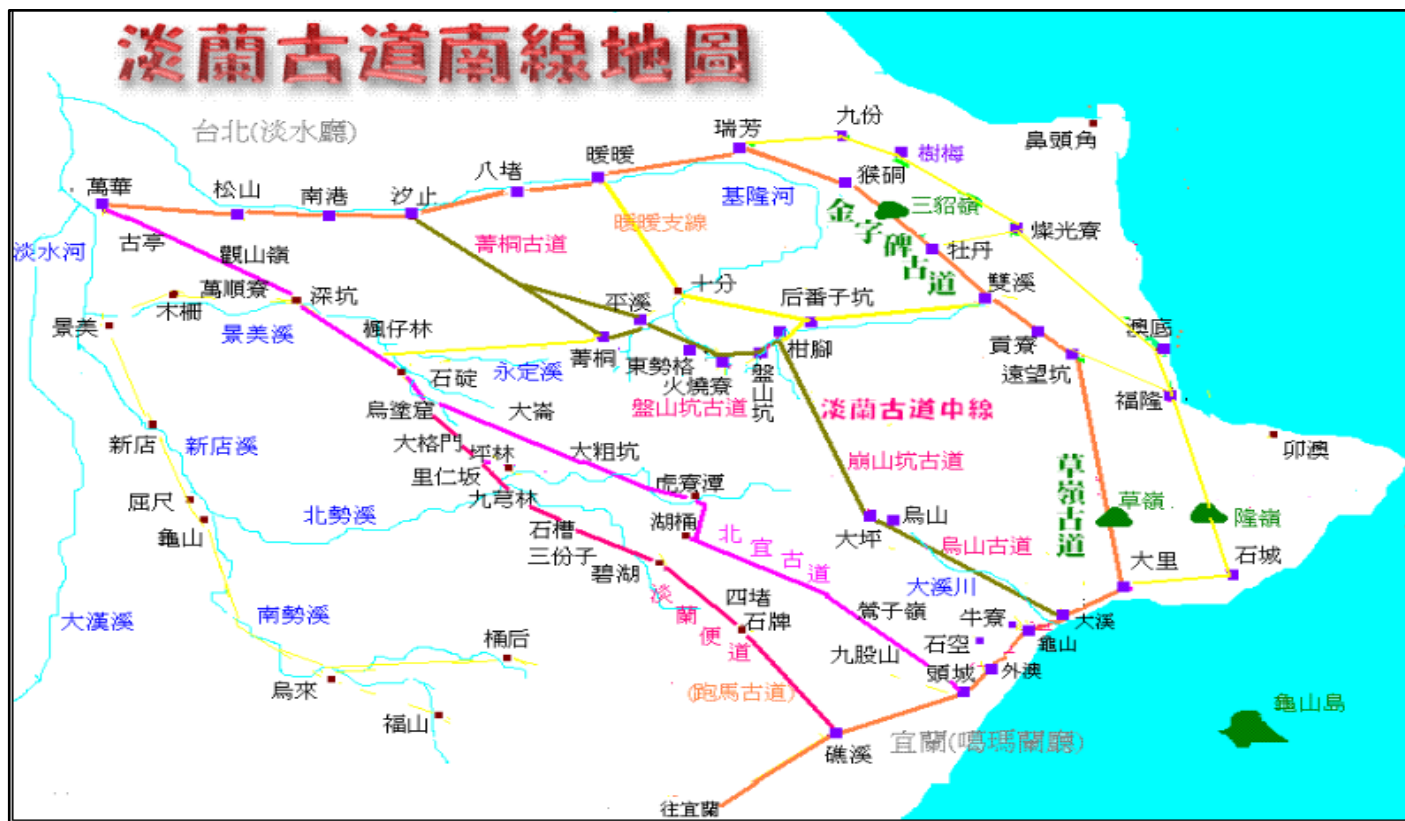 淡蘭古道南線地圖
台北(淡水廳)
九份
瑞芳
鼻頭角
樹梅
八堵
暖暖
萬華
松山
南港
汐止
基隆河
猴硐
三貂嶺
金字碑古道
古亭
淡水河
觀山嶺
菁桐古道
暖暖支線
牡丹
燦光寮
萬順寮
深坑
木柵
十分
后番子坑
雙溪
平溪
景美
景美溪
楓仔林
菁桐
永定溪
東勢格
火燒寮
盤山坑
柑腳
貢寮
遠望坑
澳底
石碇
烏塗窟
大崙
盤山坑古道
淡蘭古道中線
福隆
新店
新店溪
大格門
坪林
里仁坂
大粗坑
崩山坑古道
草嶺古道
卯澳
屈尺
九芎林
虎寮潭
北勢溪
龜山
石槽
湖桶
北宜古道
大坪
烏山
烏山古道
草嶺
隆嶺
三份子
碧湖
大里
石城
大溪川
淡蘭便道
四堵
石牌
鶯子嶺
牛寮
大溪
大漢溪
南勢溪
石空
龜山
桶后
九股山
頭城
外澳
烏來
(跑馬古道)
龜山島
福山
礁溪
宜蘭(噶瑪蘭廳)
往宜蘭